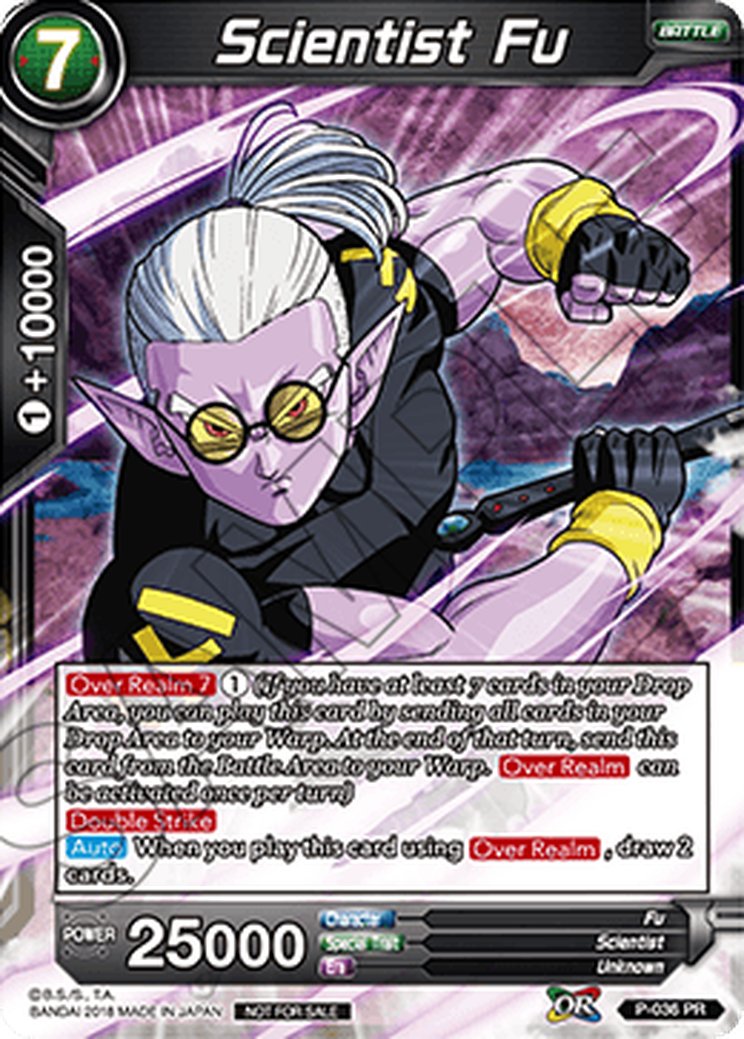 7
Scientist Fu
BATTLE
1 +10000
Over Realm 7 1 (If you have at least 7 cards in your Drop
Area, you can play this card by sending all cards in your
Drop Area to your Warp. At the end of that turn, send this
card from the Battle Area to your Warp. Over Realm can
be activated once per turn)
Double Strike
Auto When you play this card using Over Realm , draw 2
cards.
POWER 25000
Character Fu
Special Trait Scientist
Era Unknown
©B.S./S., T.A.
BANDAI 2018 MADE IN JAPAN NOT FOR SALE
OR P-036 PR